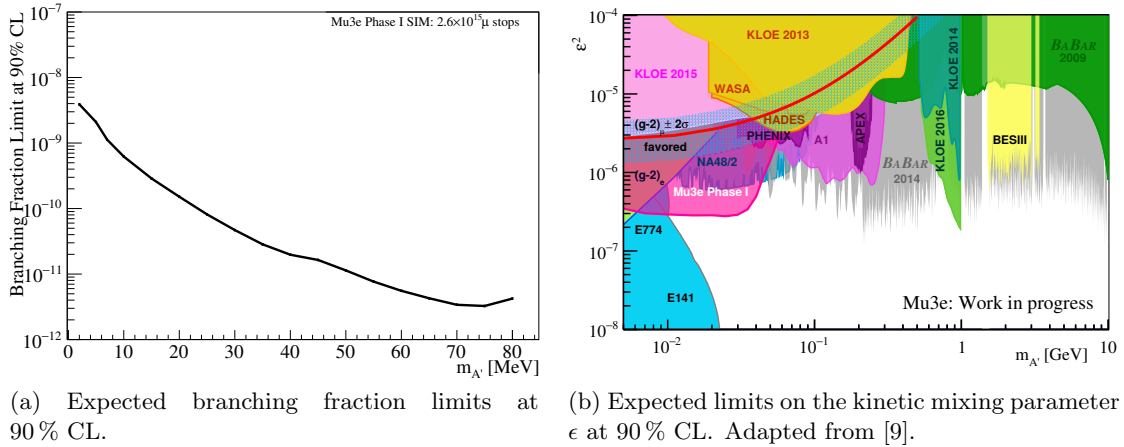 Mu3e Phase I SIM: 2.6×10¹⁵μ stops
Branching Fraction Limit at 90% CL
10⁻⁷
10⁻⁸
10⁻⁹
10⁻¹⁰
10⁻¹¹
10⁻¹²
0 10 20 30 40 50 60 70 80
m_A' [MeV]
(a) Expected branching fraction limits at
90 % CL.
ε²
10⁻⁴
10⁻⁵
10⁻⁶
10⁻⁷
10⁻⁸
KLOE 2013
KLOE 2015
WASA
HADES
(g-2)_μ ± 2σ
favored
PHENIX
NA48/2
(g-2)_e
Mu3e Phase I
E774
E141
A1
APEX
BABAR
2014
KLOE 2016
KLOE 2014
BESIII
BABAR
2009
Mu3e: Work in progress
10⁻² 10⁻¹ 1 10
m_A' [GeV]
(b) Expected limits on the kinetic mixing parameter
ϵ at 90 % CL. Adapted from [9].